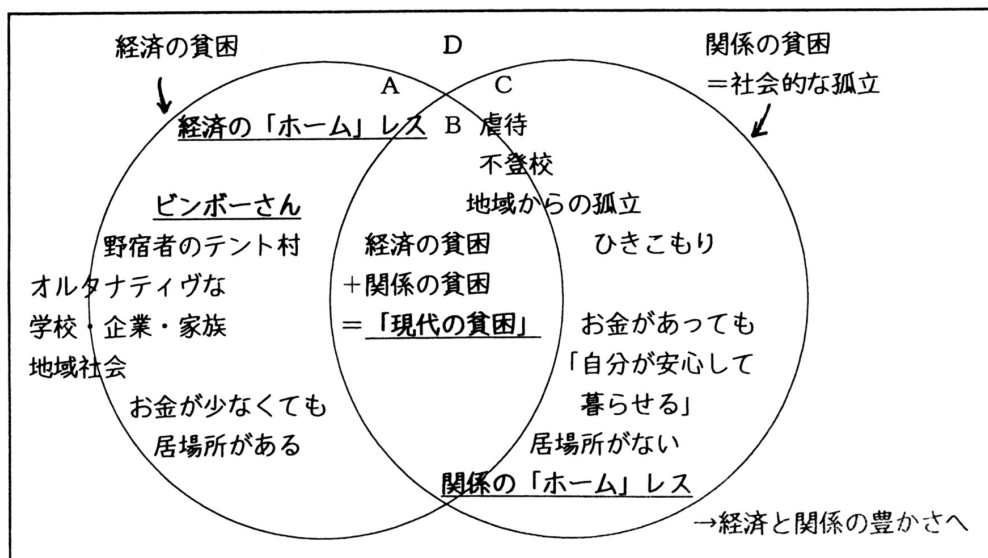 経済の貧困
D
関係の貧困
=社会的な孤立
A
C
経済の「ホーム」レス
B
虐待
不登校
地域からの孤立
ビンボーさん
野宿者のテント村
オルタナティヴな
学校・企業・家族
地域社会
お金が少なくても
居場所がある
経済の貧困
+関係の貧困
=「現代の貧困」
ひきこもり
お金があっても
「自分が安心して
暮らせる」
居場所がない
関係の「ホーム」レス
→経済と関係の豊かさへ